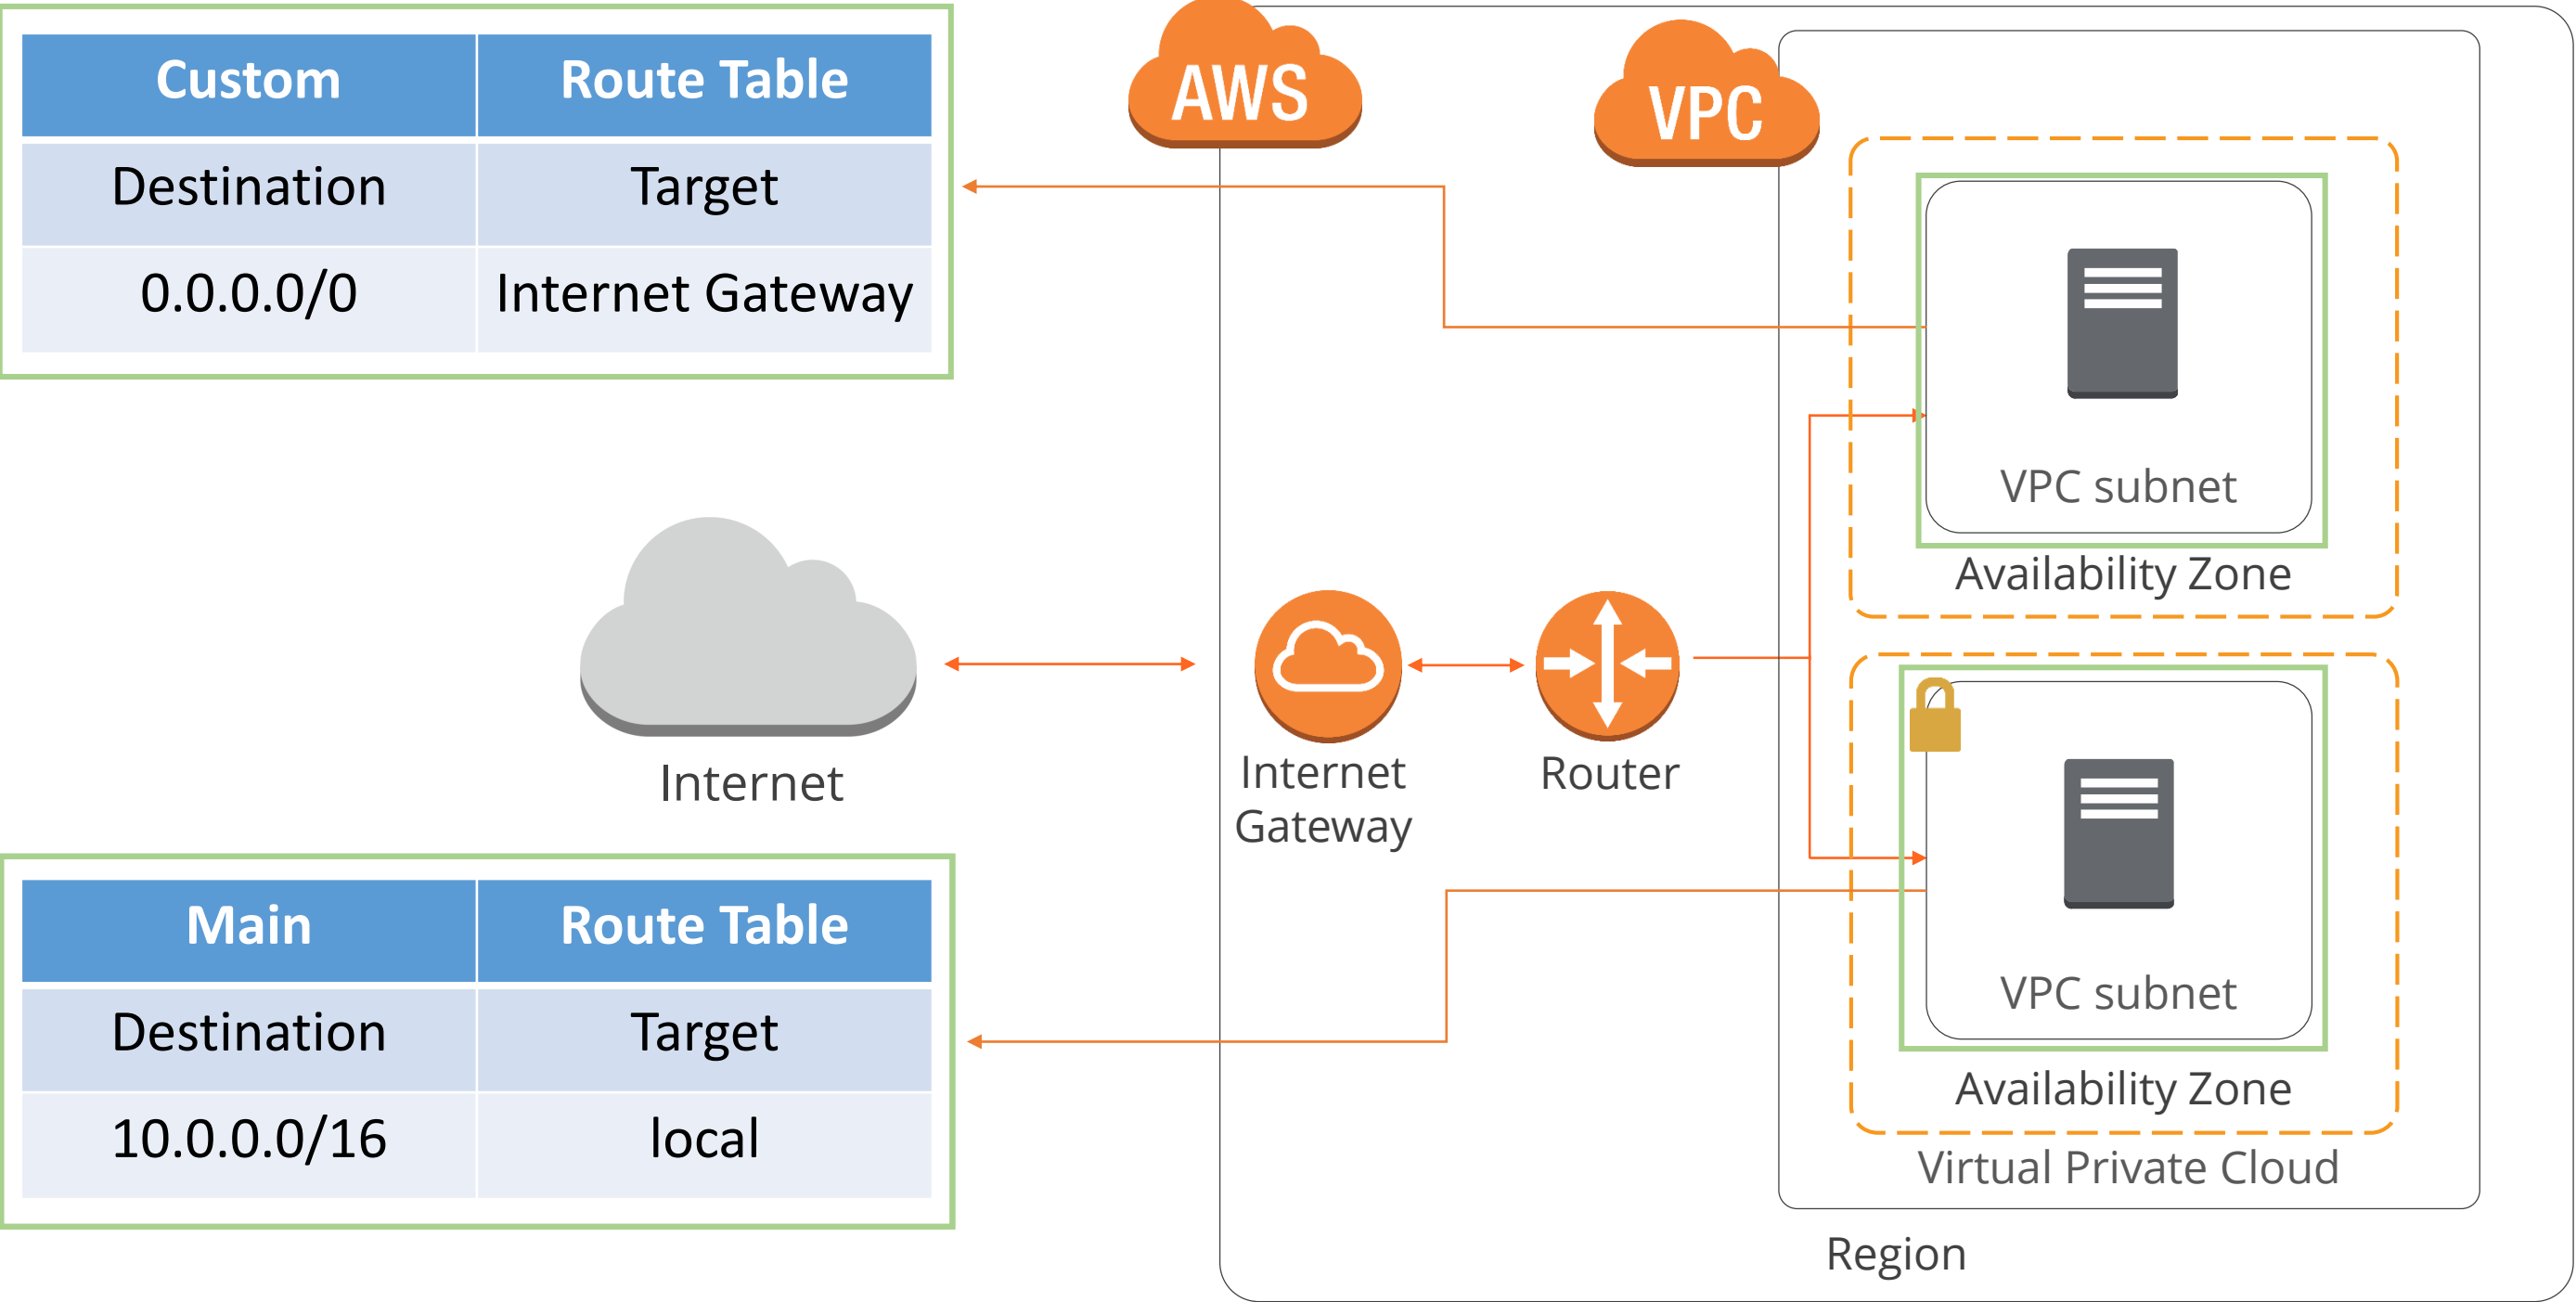 Custom Route Table
Destination Target
0.0.0.0/0 Internet Gateway
AWS
VPC
VPC subnet
Availability Zone
Internet
Internet
Gateway
Router
Main Route Table
Destination Target
10.0.0.0/16 local
VPC subnet
Availability Zone
Virtual Private Cloud
Region